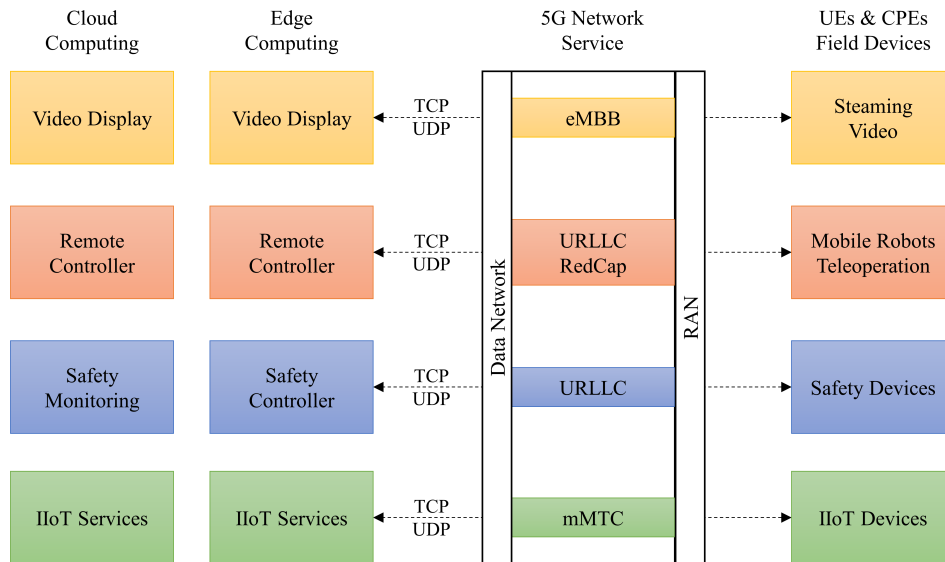 Cloud
Computing
Edge
Computing
5G Network
Service
UEs & CPEs
Field Devices
Video Display
Video Display
TCP
UDP
eMBB
Steaming
Video
Remote
Controller
Remote
Controller
TCP
UDP
URLLC
RedCap
Mobile Robots
Teleoperation
Data Network
RAN
Safety
Monitoring
Safety
Controller
TCP
UDP
URLLC
Safety Devices
IIoT Services
IIoT Services
TCP
UDP
mMTC
IIoT Devices